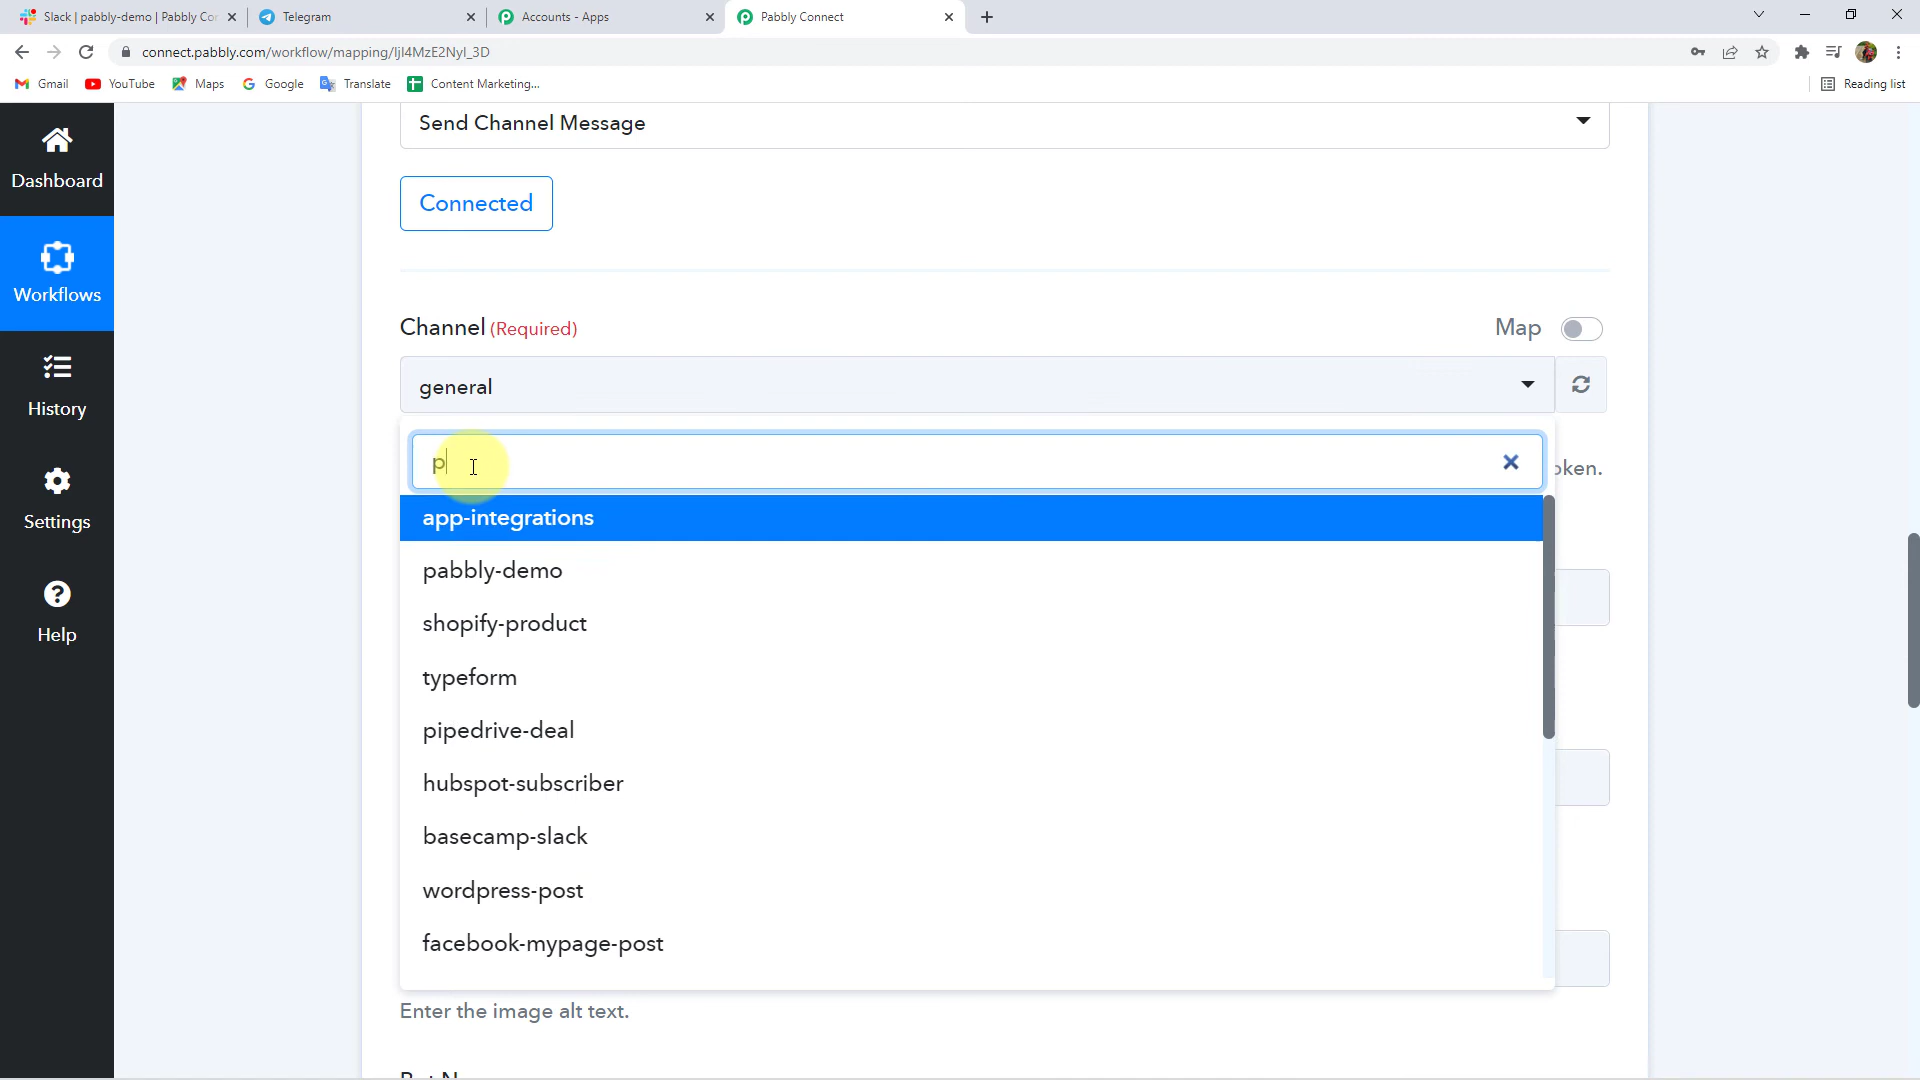 Slack | pabbly-demo | Pabbly Co
Telegram
Accounts - Apps
Pabbly Connect
connect.pabbly.com/workflow/mapping/IjI4MzE2NyI_3D
Gmail
YouTube
Maps
Google
Translate
Content Marketing...
Reading list
Dashboard
Workflows
History
Settings
Help
Send Channel Message
Connected
Channel (Required)
Map
general
p
oken.
app-integrations
pabbly-demo
shopify-product
typeform
pipedrive-deal
hubspot-subscriber
basecamp-slack
wordpress-post
facebook-mypage-post
Enter the image alt text.